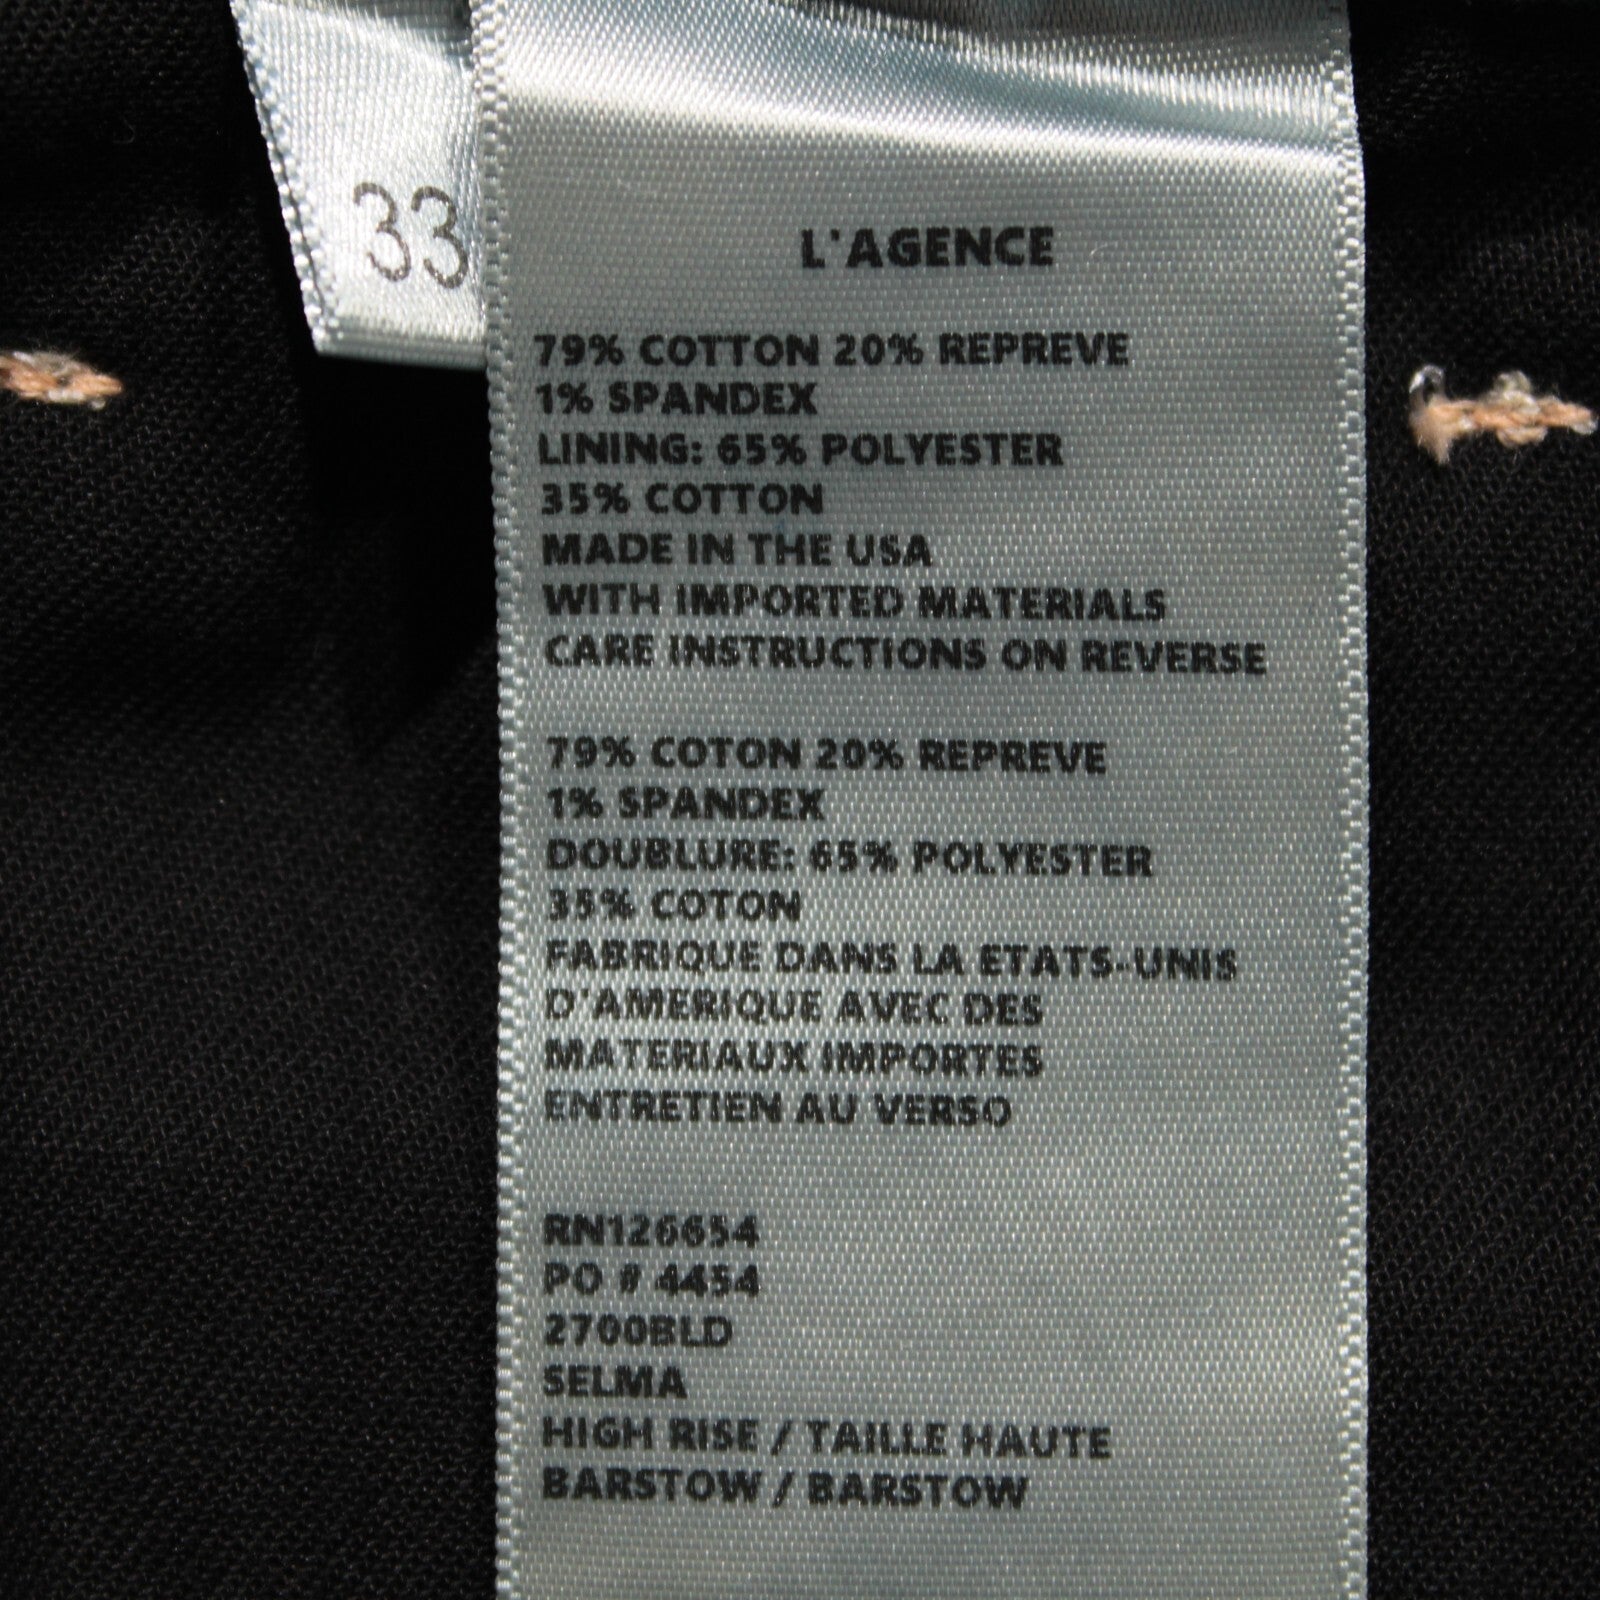 33
L'AGENCE
79% COTTON 20% REPREVE
1% SPANDEX
LINING: 65% POLYESTER
35% COTTON
MADE IN THE USA
WITH IMPORTED MATERIALS
CARE INSTRUCTIONS ON REVERSE
79% COTON 20% REPREVE
1% SPANDEX
DOUBLURE: 65% POLYESTER
35% COTON
FABRIQUE DANS LA ETATS-UNIS
D'AMERIQUE AVEC DES
MATERIAUX IMPORTES
ENTRETIEN AU VERSO
RN126654
PO # 4454
2700BLD
SELMA
HIGH RISE / TAILLE HAUTE
BARSTOW / BARSTOW